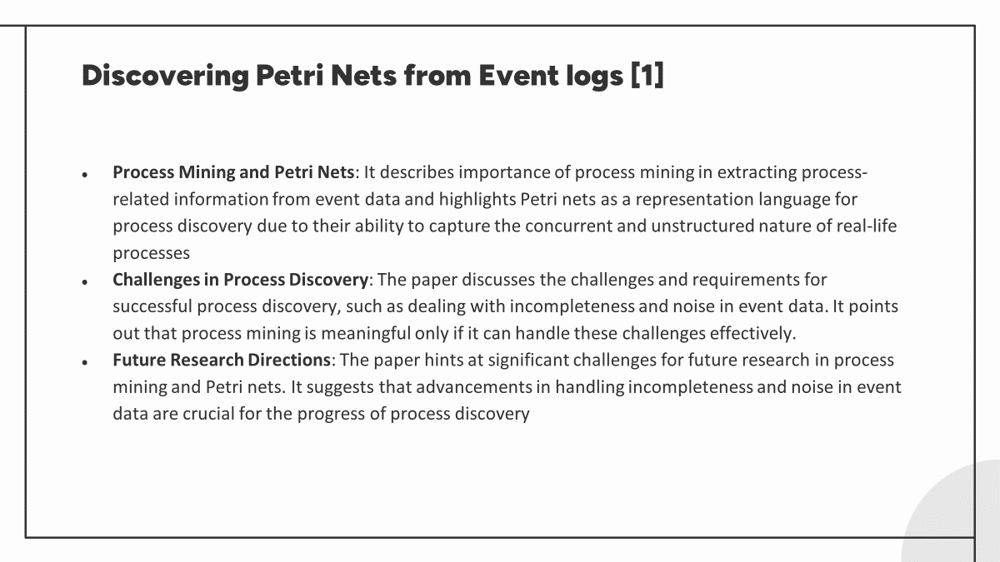 Discovering Petri Nets from Event logs [1]
• Process Mining and Petri Nets: It describes importance of process mining in extracting process-
related information from event data and highlights Petri nets as a representation language for
process discovery due to their ability to capture the concurrent and unstructured nature of real-life
processes
• Challenges in Process Discovery: The paper discusses the challenges and requirements for
successful process discovery, such as dealing with incompleteness and noise in event data. It points
out that process mining is meaningful only if it can handle these challenges effectively.
• Future Research Directions: The paper hints at significant challenges for future research in process
mining and Petri nets. It suggests that advancements in handling incompleteness and noise in event
data are crucial for the progress of process discovery